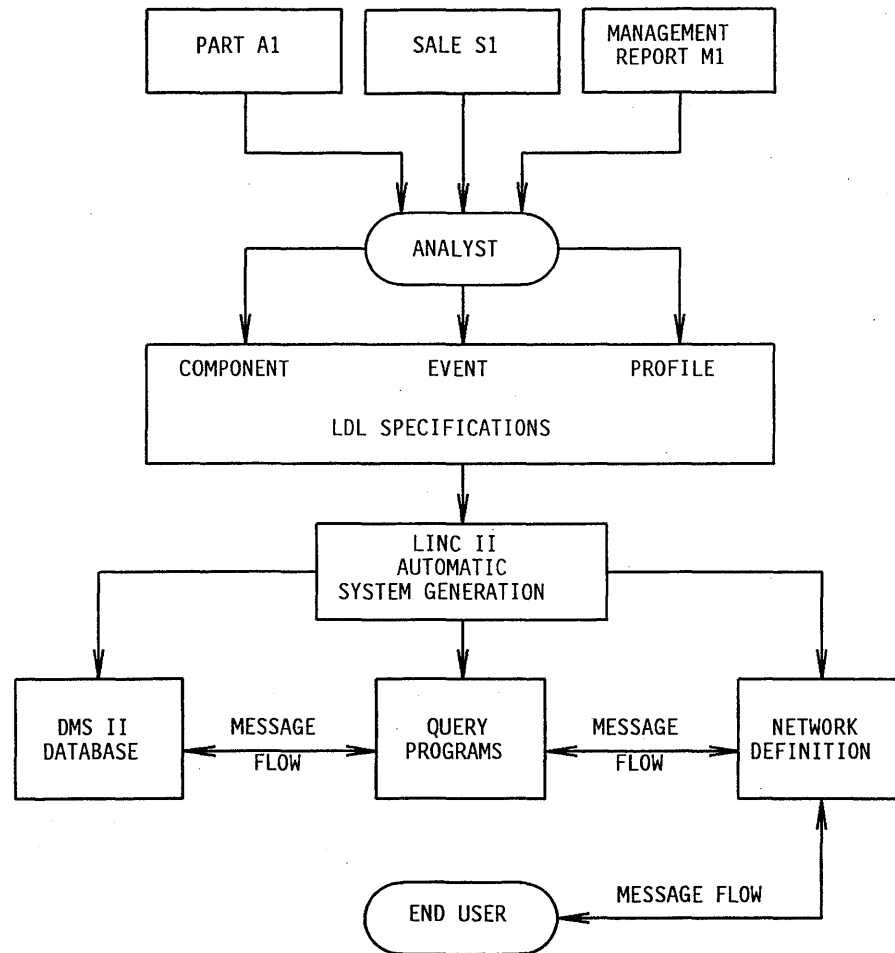 PART A1
SALE S1
MANAGEMENT
REPORT M1
ANALYST
COMPONENT
EVENT
PROFILE
LDL SPECIFICATIONS
LINC II
AUTOMATIC
SYSTEM GENERATION
DMS II
DATABASE
MESSAGE
FLOW
QUERY
PROGRAMS
MESSAGE
FLOW
NETWORK
DEFINITION
END USER
MESSAGE FLOW